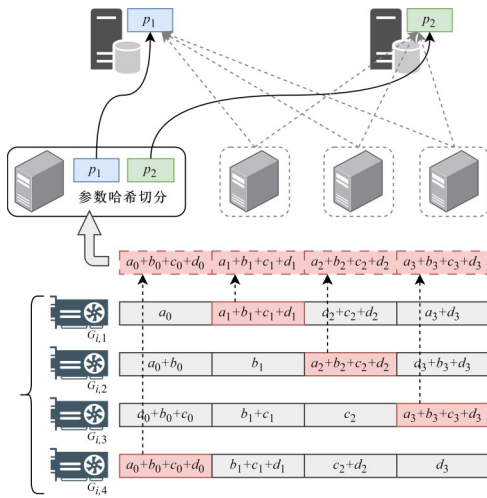 p₁ p₂
p₁ p₂
参数哈希切分
a₀+b₀+c₀+d₀ a₁+b₁+c₁+d₁ a₂+b₂+c₂+d₂ a₃+b₃+c₃+d₃
a₀ a₁+b₁+c₁+d₁ a₂+c₂+d₂ a₃+d₃
Gᵢ,₁
a₀+b₀ b₁ a₂+b₂+c₂+d₂ a₃+b₃+d₃
Gᵢ,₂
a₀+b₀+c₀ b₁+c₁ c₂ a₃+b₃+c₃+d₃
Gᵢ,₃
a₀+b₀+c₀+d₀ b₁+c₁+d₁ c₂+d₂ d₃
Gᵢ,₄